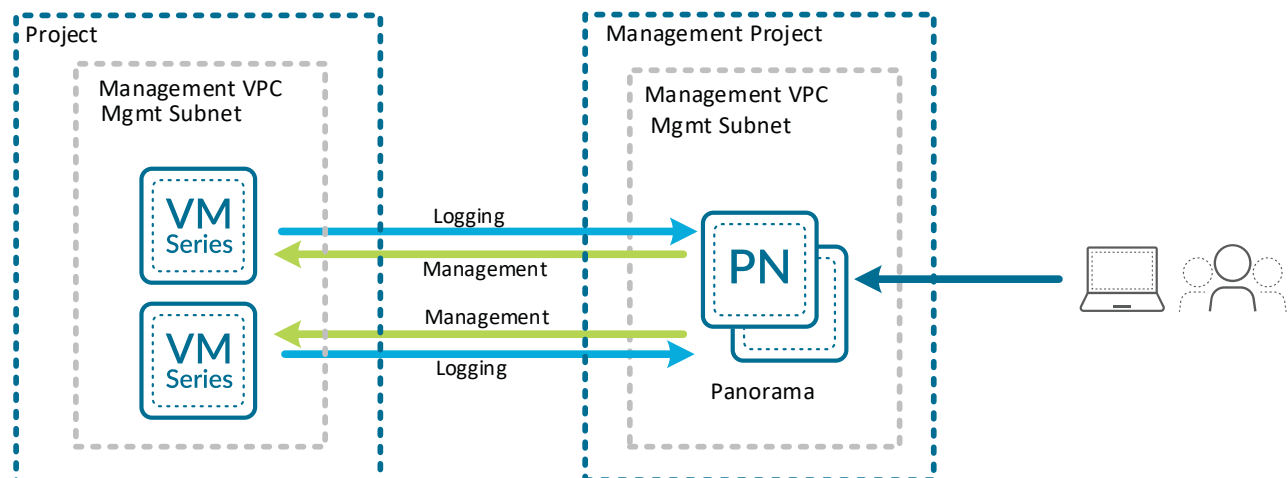 Project
Management VPC
Mgmt Subnet
VM
Series
VM
Series
Logging
Management
Management
Logging
Management Project
Management VPC
Mgmt Subnet
PN
Panorama